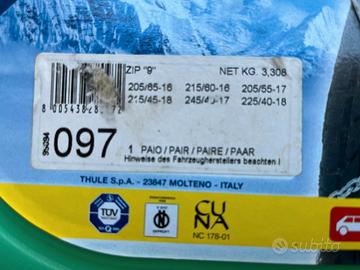 ZIP "9" NET KG. 3,308
205/65-16 215/60-16 205/55-17
215/45-18 245/40-17 225/40-18
097
1 PAIO / PAIR / PAIRE / PAAR
Hinweise des Fahrzeugherstellers beachten !
THULE S.p.A. - 23847 MOLTENO - ITALY
TÜV
GEPRÜFT
CUNA
NC 178-01
subito